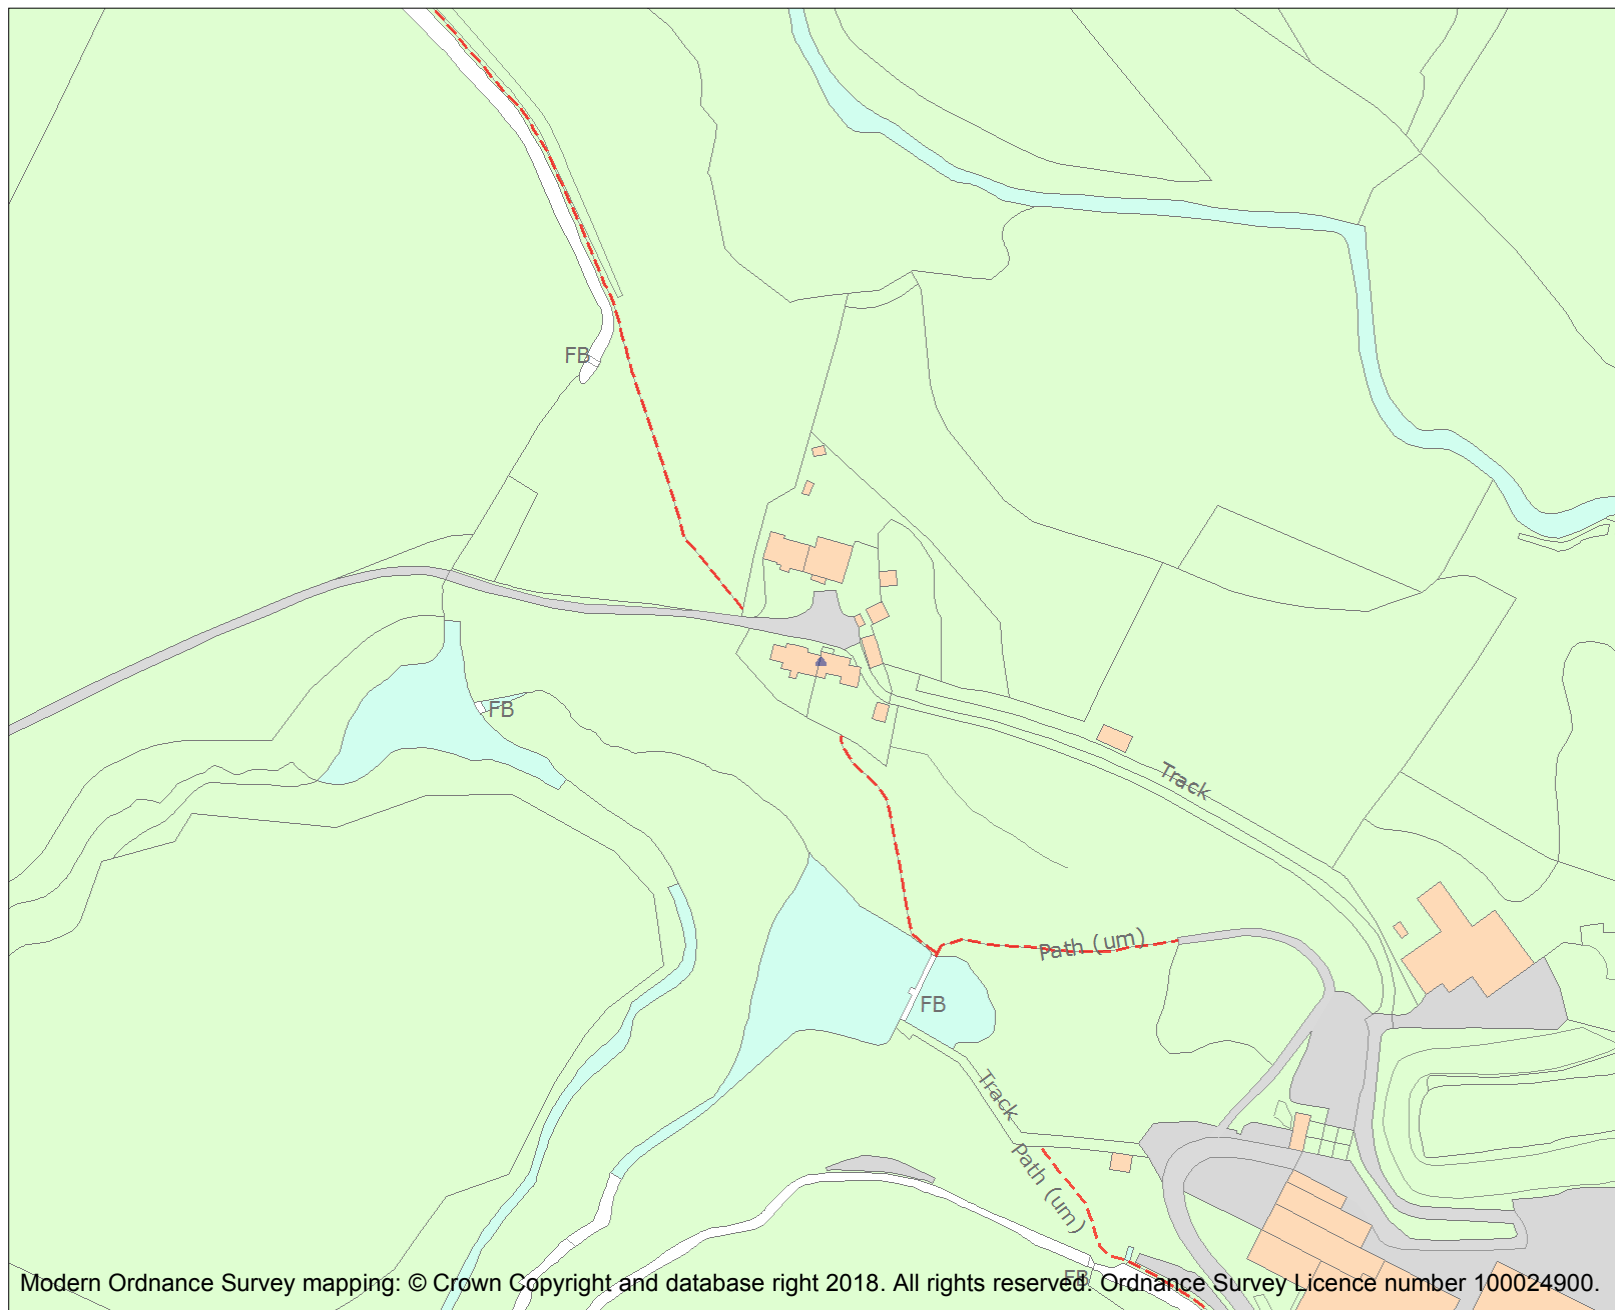 FB
FB
Track
Path (um)
FB
Track
Path (um)
FB
Modern Ordnance Survey mapping: © Crown Copyright and database right 2018. All rights reserved. Ordnance Survey Licence number 100024900.